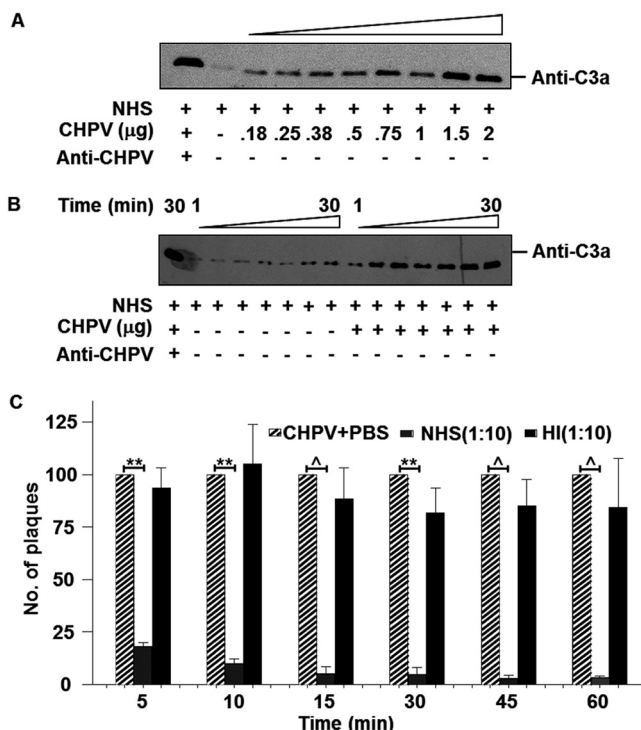 A
Anti-C3a
NHS + + + + + + + + + +
CHPV (μg) + - .18 .25 .38 .5 .75 1 1.5 2
Anti-CHPV + - - - - - - - - -
B
Time (min) 30 1 30 1 30
Anti-C3a
NHS + + + + + + + + + + + + + + +
CHPV (μg) + - - - - - - - + + + + + + +
Anti-CHPV + - - - - - - - - - - - - - -
C
CHPV+PBS NHS(1:10) HI(1:10)
** ** ^ ** ^ ^
No. of plaques
125
100
75
50
25
0
5 10 15 30 45 60
Time (min)